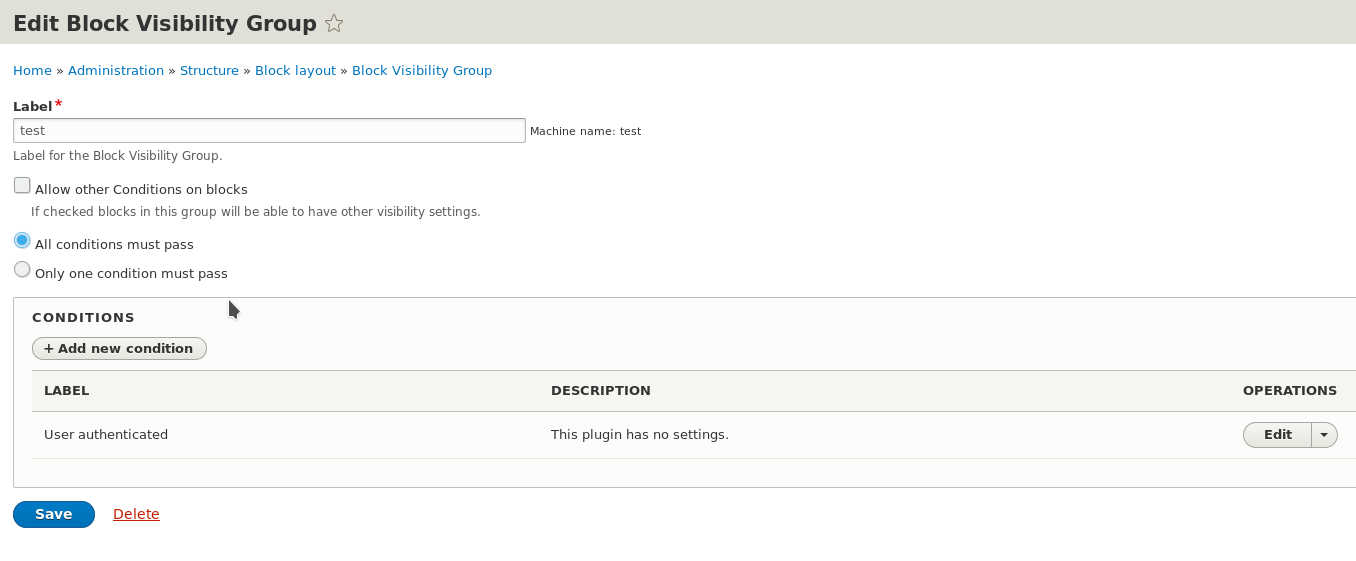 Edit Block Visibility Group
Home » Administration » Structure » Block layout » Block Visibility Group
Label*
test Machine name: test
Label for the Block Visibility Group.
Allow other Conditions on blocks
If checked blocks in this group will be able to have other visibility settings.
All conditions must pass
Only one condition must pass
CONDITIONS
+ Add new condition
LABEL DESCRIPTION OPERATIONS
User authenticated This plugin has no settings. Edit
Save Delete